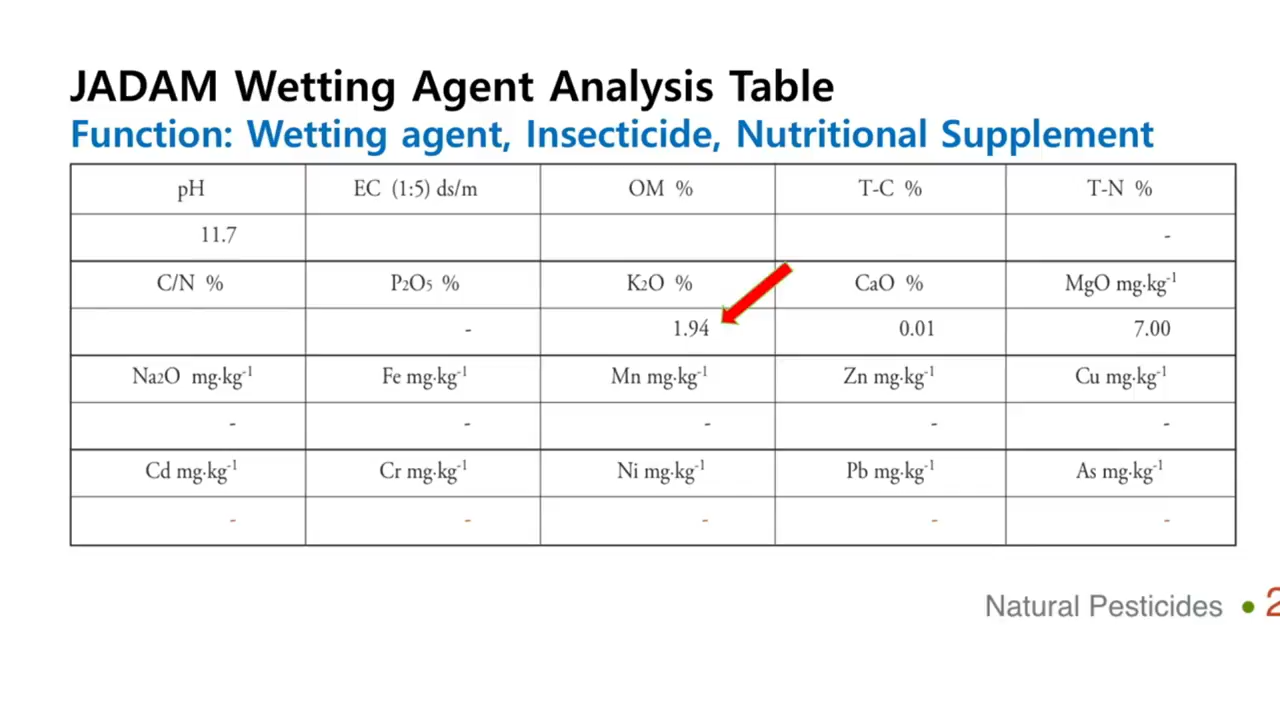 JADAM Wetting Agent Analysis Table
Function: Wetting agent, Insecticide, Nutritional Supplement
pH EC (1:5) ds/m OM % T-C % T-N %
11.7 -
C/N % P2O5 % K2O % CaO % MgO mg·kg-1
- 1.94 0.01 7.00
Na2O mg·kg-1 Fe mg·kg-1 Mn mg·kg-1 Zn mg·kg-1 Cu mg·kg-1
- - - - -
Cd mg·kg-1 Cr mg·kg-1 Ni mg·kg-1 Pb mg·kg-1 As mg·kg-1
- - - - -
Natural Pesticides • 2